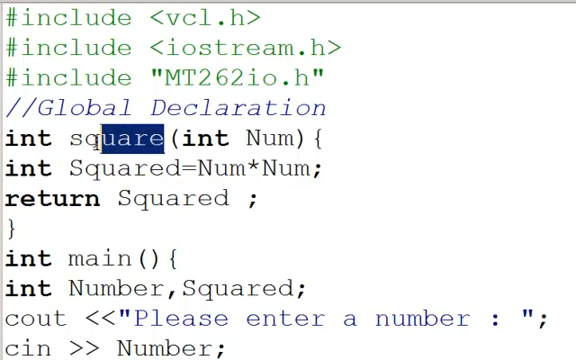 #include <vcl.h>
#include <iostream.h>
#include "MT262io.h"
//Global Declaration
int square(int Num){
int Squared=Num*Num;
return Squared ;
}
int main(){
int Number,Squared;
cout <<"Please enter a number : ";
cin >> Number;